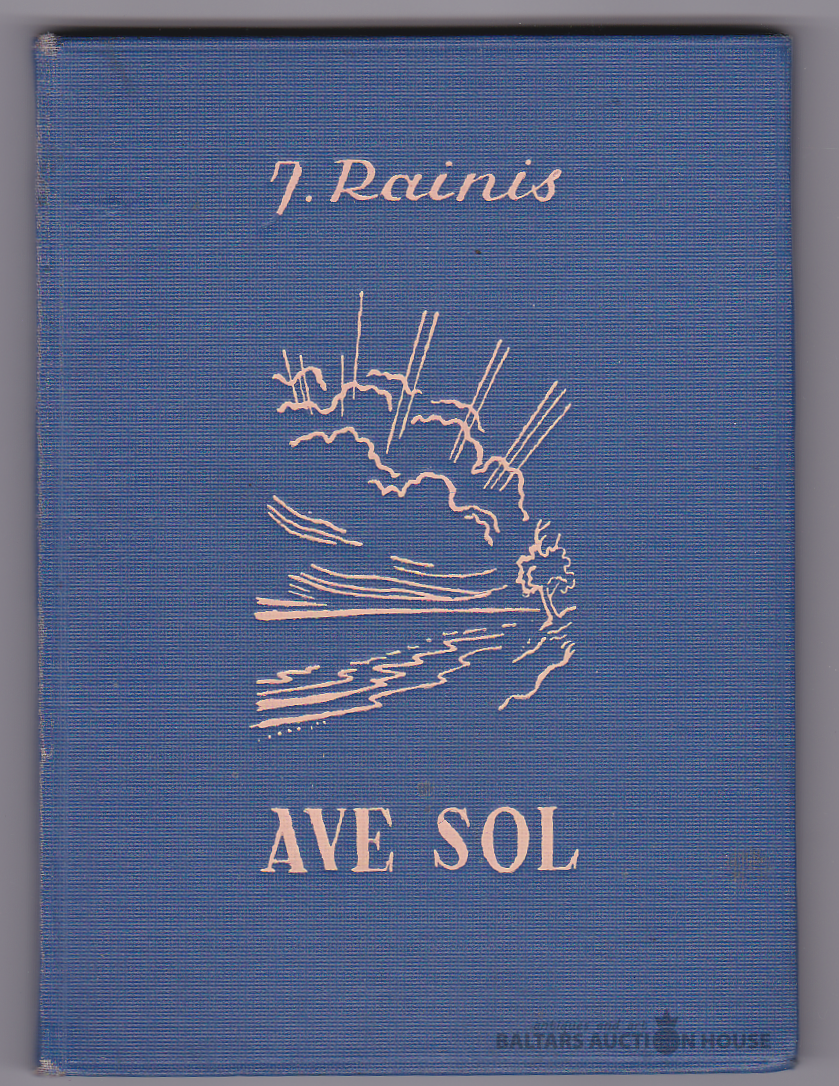 J. Rainis
AVE SOL
BALTARS AUCTION HOUSE